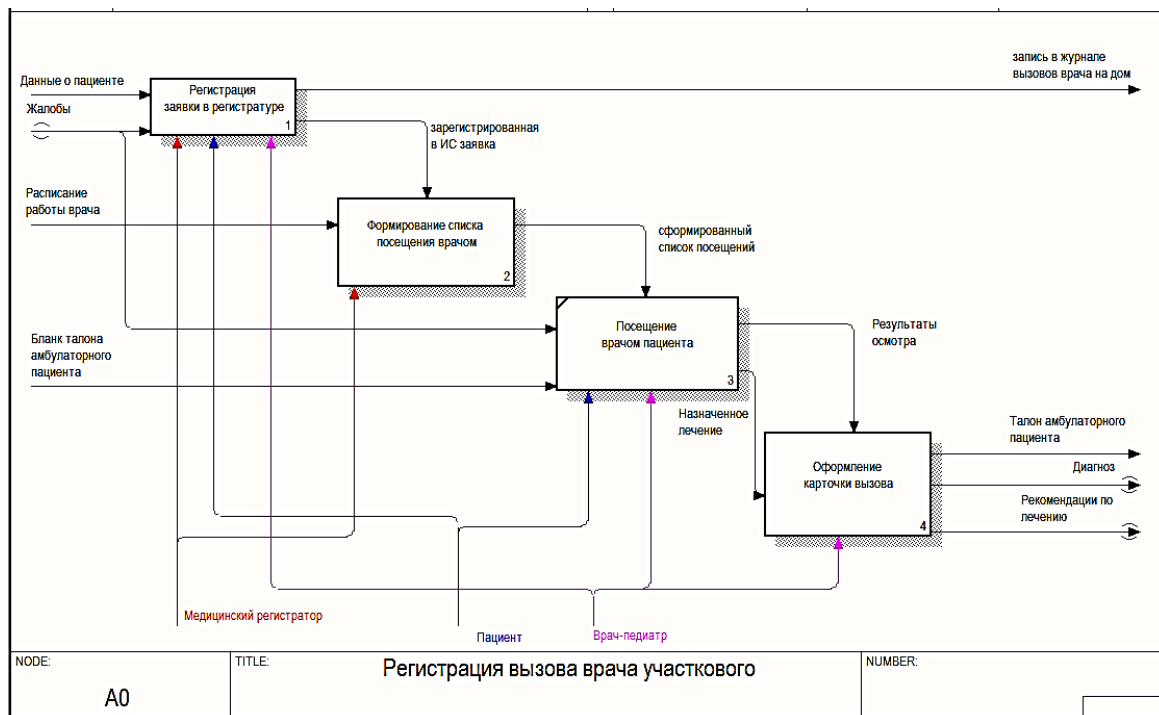 запись в журнале
вызовов врача на дом
Данные о пациенте
Жалобы
Регистрация
заявки в регистратуре
1
зарегистрированная
в ИС заявка
Расписание
работы врача
Формирование списка
посещения врачом
2
сформированный
список посещений
Бланк талона
амбулаторного
пациента
Посещение
врачом пациента
3
Результаты
осмотра
Назначенное
лечение
Оформление
карточки вызова
4
Талон амбулаторного
пациента
Диагноз
Рекомендации по
лечению
Медицинский регистратор
Пациент
Врач-педиатр
NODE:
A0
TITLE:
Регистрация вызова врача участкового
NUMBER: